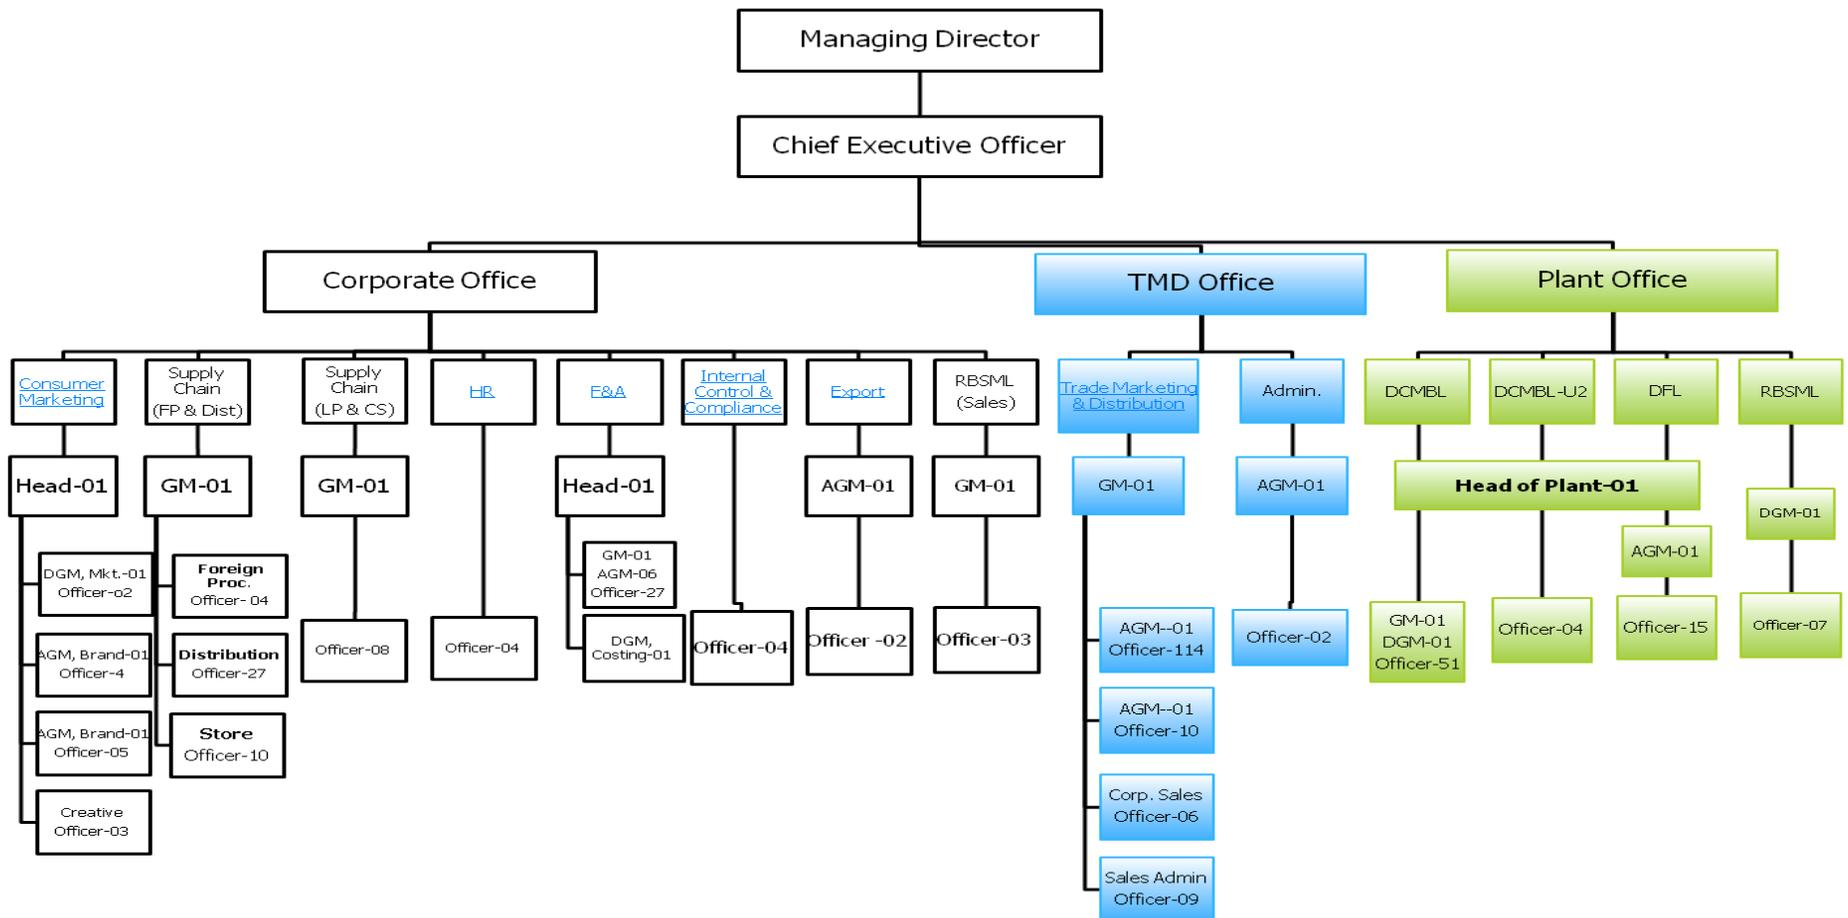 Managing Director
Chief Executive Officer
Corporate Office
TMD Office
Plant Office
Consumer
Marketing
Supply
Chain
(FP & Dist)
Supply
Chain
(LP & CS)
HR
F&A
Internal
Control &
Compliance
Export
RBSML
(Sales)
Trade Marketing
& Distribution
Admin.
DCMBL
DCMBL-U2
DFL
RBSML
Head-01
GM-01
GM-01
Head-01
AGM-01
GM-01
GM-01
AGM-01
Head of Plant-01
DGM-01
AGM-01
DGM, Mkt.-01
Officer-o2
AGM, Brand-01
Officer-4
AGM, Brand-01
Officer-05
Creative
Officer-03
Foreign
Proc.
Officer- 04
Distribution
Officer-27
Store
Officer-10
Officer-08
Officer-04
GM-01
AGM-06
Officer-27
DGM,
Costing-01
Officer-04
Officer -02
Officer-03
AGM--01
Officer-114
AGM--01
Officer-10
Corp. Sales
Officer-06
Sales Admin
Officer-09
Officer-02
GM-01
DGM-01
Officer-51
Officer-04
Officer-15
Officer-07